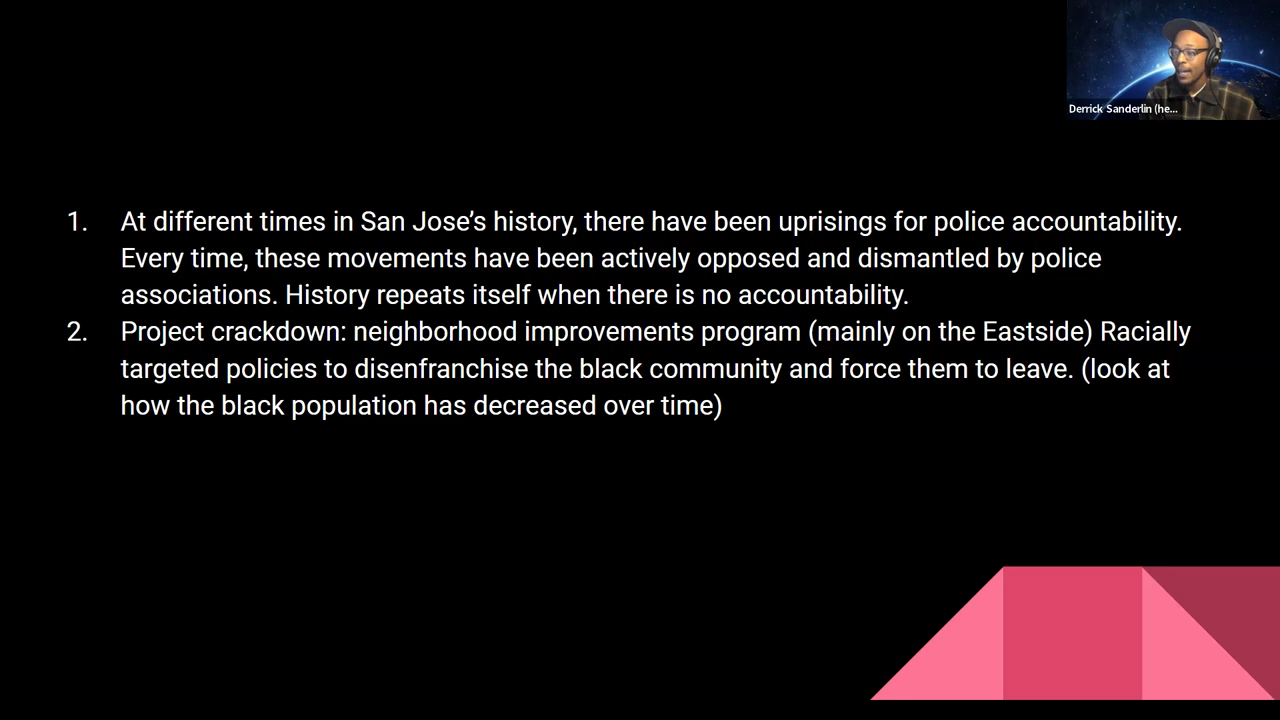 Derrick Sanderlin (he...
1. At different times in San Jose’s history, there have been uprisings for police accountability.
Every time, these movements have been actively opposed and dismantled by police
associations. History repeats itself when there is no accountability.
2. Project crackdown: neighborhood improvements program (mainly on the Eastside) Racially
targeted policies to disenfranchise the black community and force them to leave. (look at
how the black population has decreased over time)